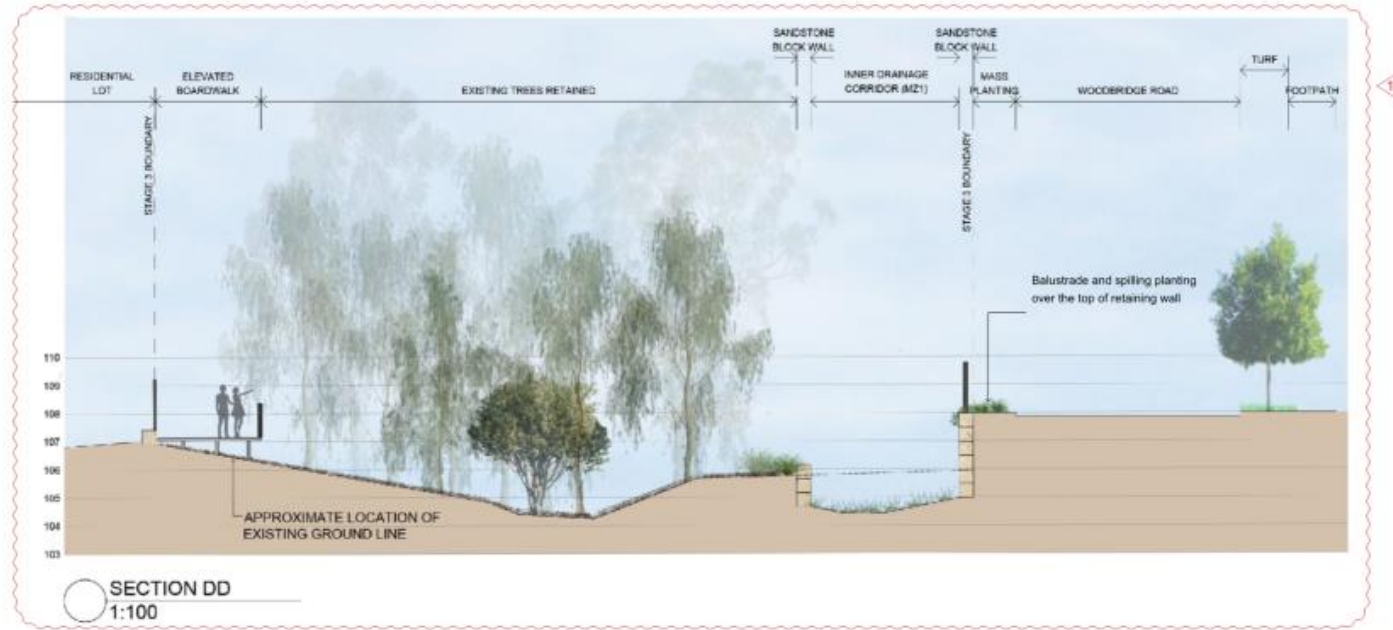 SANDSTONE
BLOCK WALL
SANDSTONE
BLOCK WALL
RESIDENTIAL
LOT
ELEVATED
BOARDWALK
EXISTING TREES RETAINED
INNER DRAINAGE
CORRIDOR (MZ1)
MASS
PLANTING
WOODBRIDGE ROAD
TURF
FOOTPATH
1
STAGE 3 BOUNDARY
STAGE 3 BOUNDARY
Balustrade and spilling planting
over the top of retaining wall
110
109
108
107
106
105
104
103
APPROXIMATE LOCATION OF
EXISTING GROUND LINE
SECTION DD
1:100